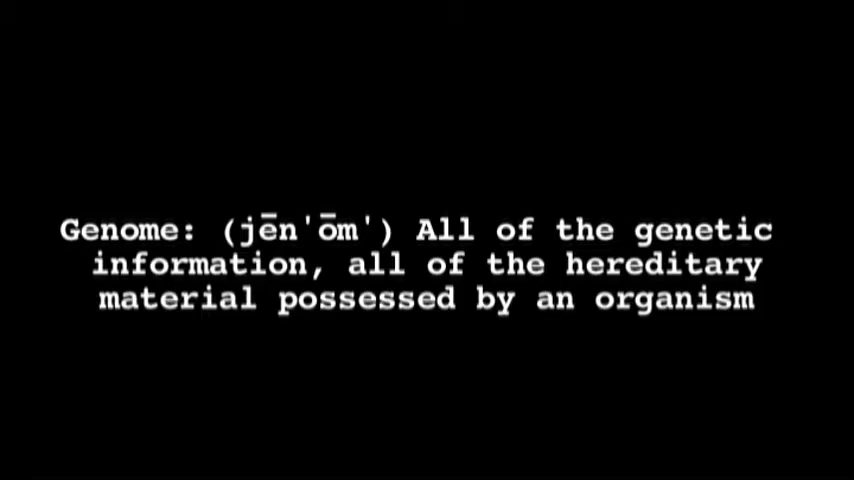 Genome: (jēn'ōm') All of the genetic
information, all of the hereditary
material possessed by an organism